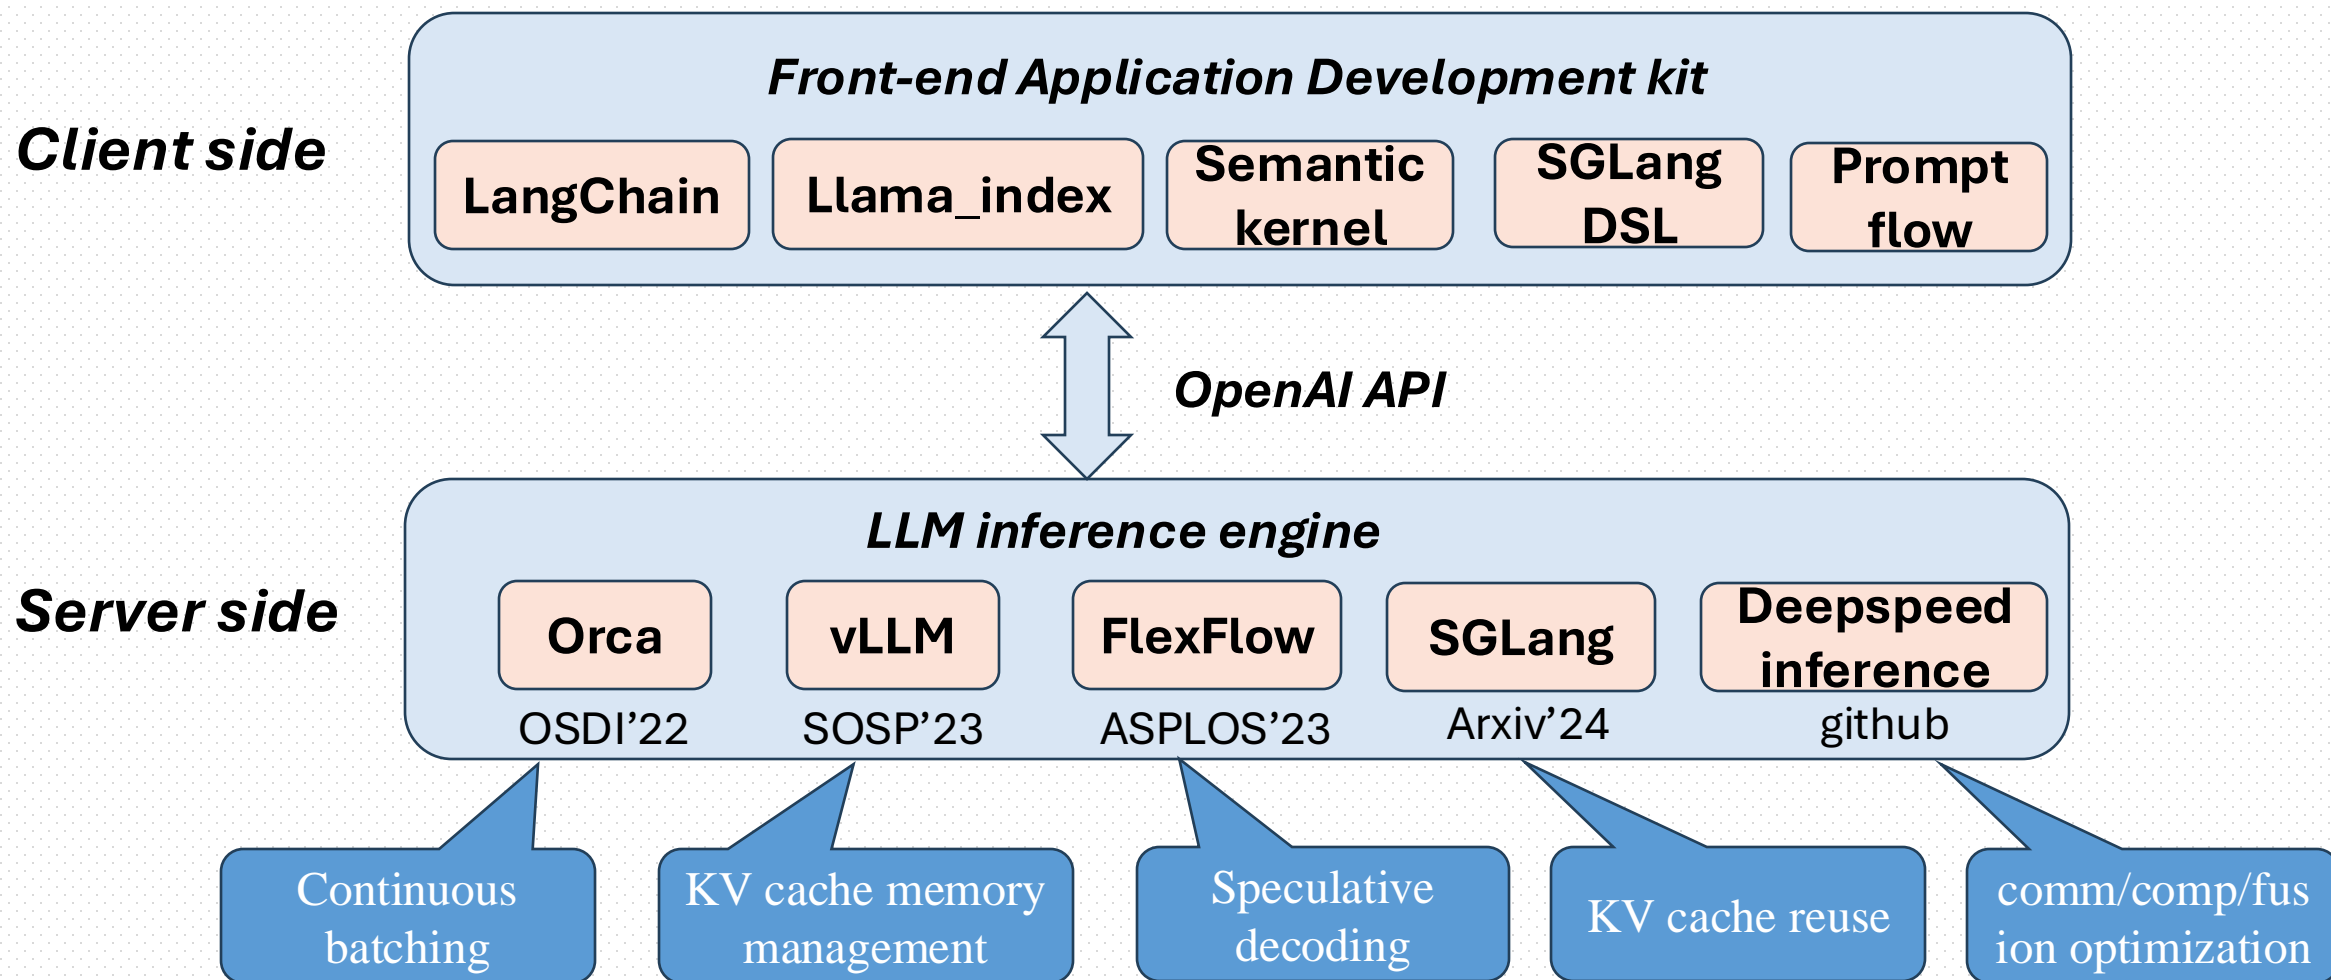 Front-end Application Development kit
Client side
LangChain
Llama_index
Semantic
kernel
SGLang
DSL
Prompt
flow
OpenAI API
LLM inference engine
Server side
Orca
vLLM
FlexFlow
SGLang
Deepspeed
inference
OSDI’22
SOSP’23
ASPLOS’23
Arxiv’24
github
Continuous
batching
KV cache memory
management
Speculative
decoding
KV cache reuse
comm/comp/fus
ion optimization